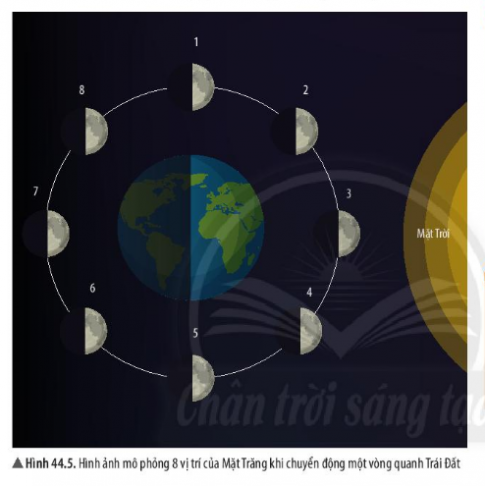 1
8
2
7
3
Mặt Trời
6
4
5
Chân trời sáng tạo
▲ Hình 44.5. Hình ảnh mô phỏng 8 vị trí của Mặt Trăng khi chuyển động một vòng quanh Trái Đất